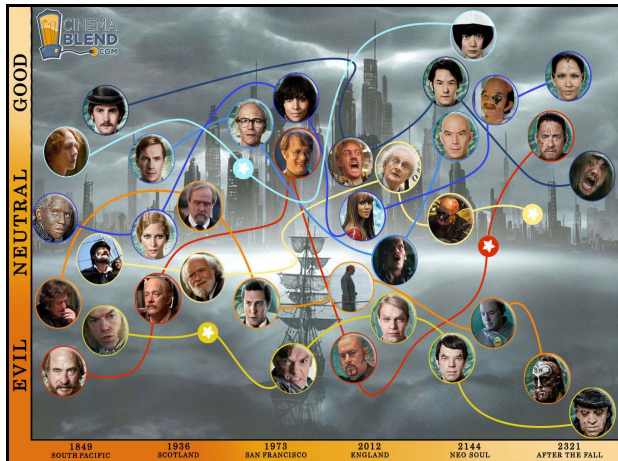 CINEMA
BLEND
.COM
GOOD
NEUTRAL
EVIL
1849
SOUTH PACIFIC
1936
SCOTLAND
1973
SAN FRANCISCO
2012
ENGLAND
2144
NEO SOUL
2321
AFTER THE FALL